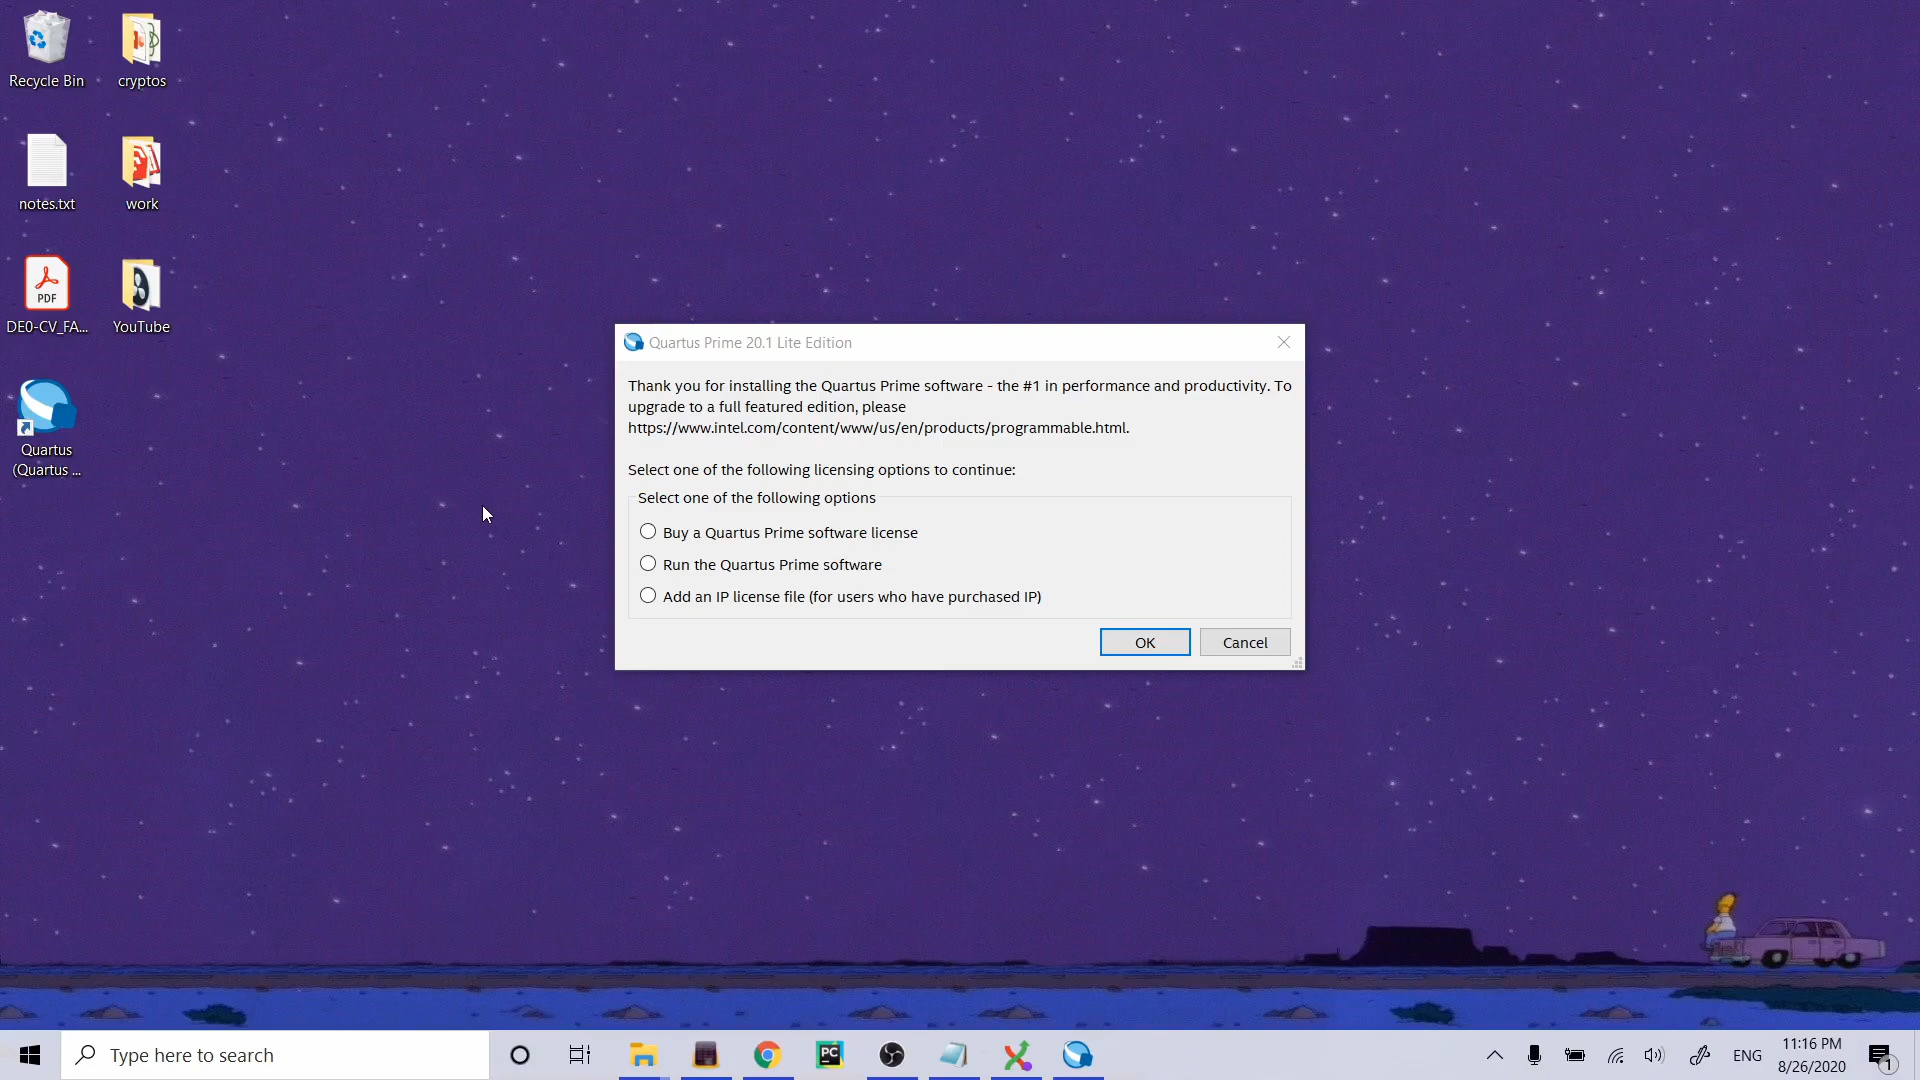 Recycle Bin
cryptos
notes.txt
work
PDF
DE0-CV_FA...
YouTube
Quartus
(Quartus ...
Quartus Prime 20.1 Lite Edition
Thank you for installing the Quartus Prime software - the #1 in performance and productivity. To
upgrade to a full featured edition, please
https://www.intel.com/content/www/us/en/products/programmable.html.
Select one of the following licensing options to continue:
Select one of the following options
Buy a Quartus Prime software license
Run the Quartus Prime software
Add an IP license file (for users who have purchased IP)
OK
Cancel
Type here to search
PC
ENG
11:16 PM
8/26/2020
1